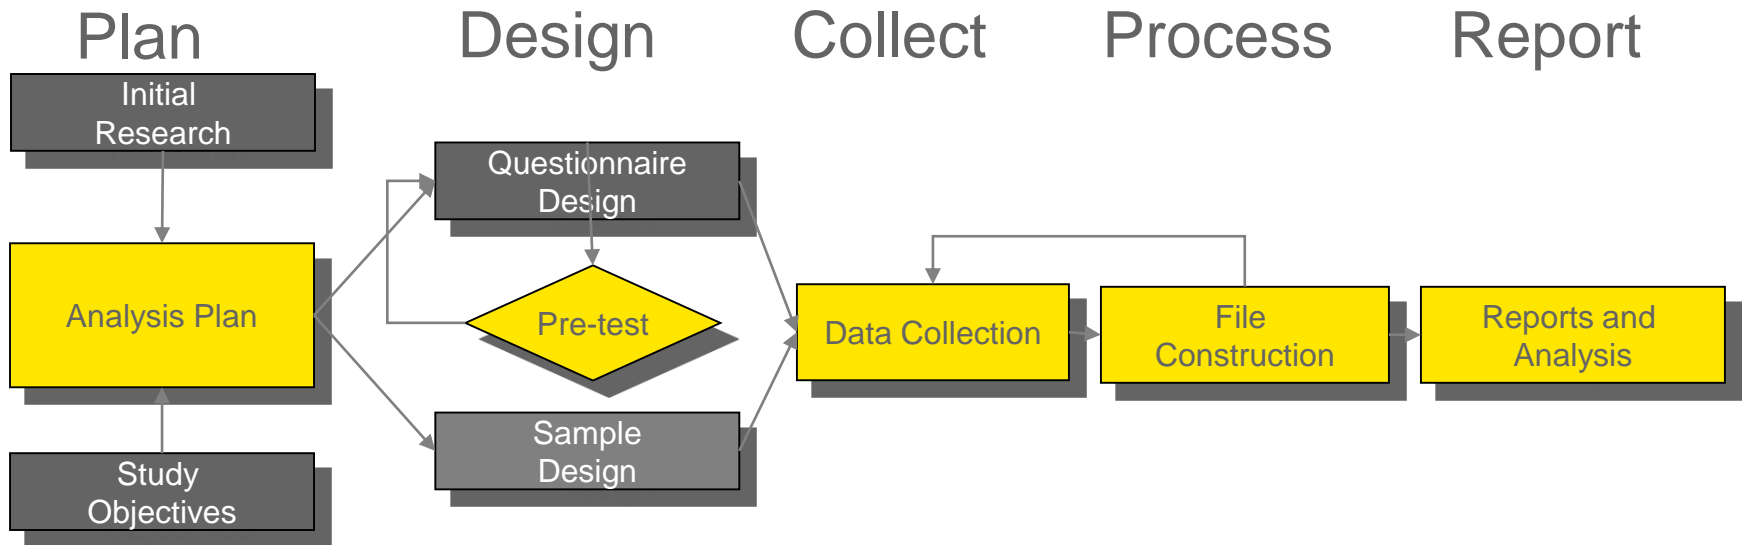 Plan
Design
Collect
Process
Report
Initial
Research
Analysis Plan
Study
Objectives
Questionnaire
Design
Pre-test
Sample
Design
Data Collection
File
Construction
Reports and
Analysis